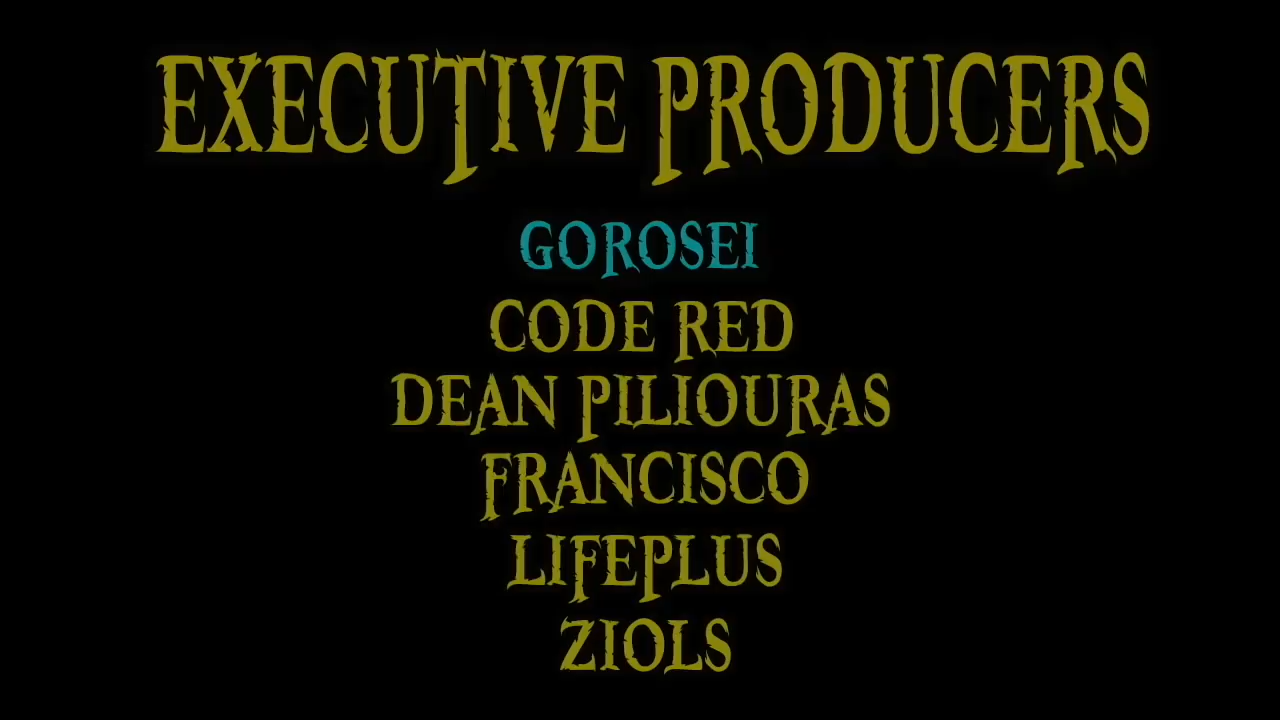 EXECUTIVE PRODUCERS
GOROSEI
CODE RED
DEAN PILIOURAS
FRANCISCO
LIFEPLUS
ZIOLS